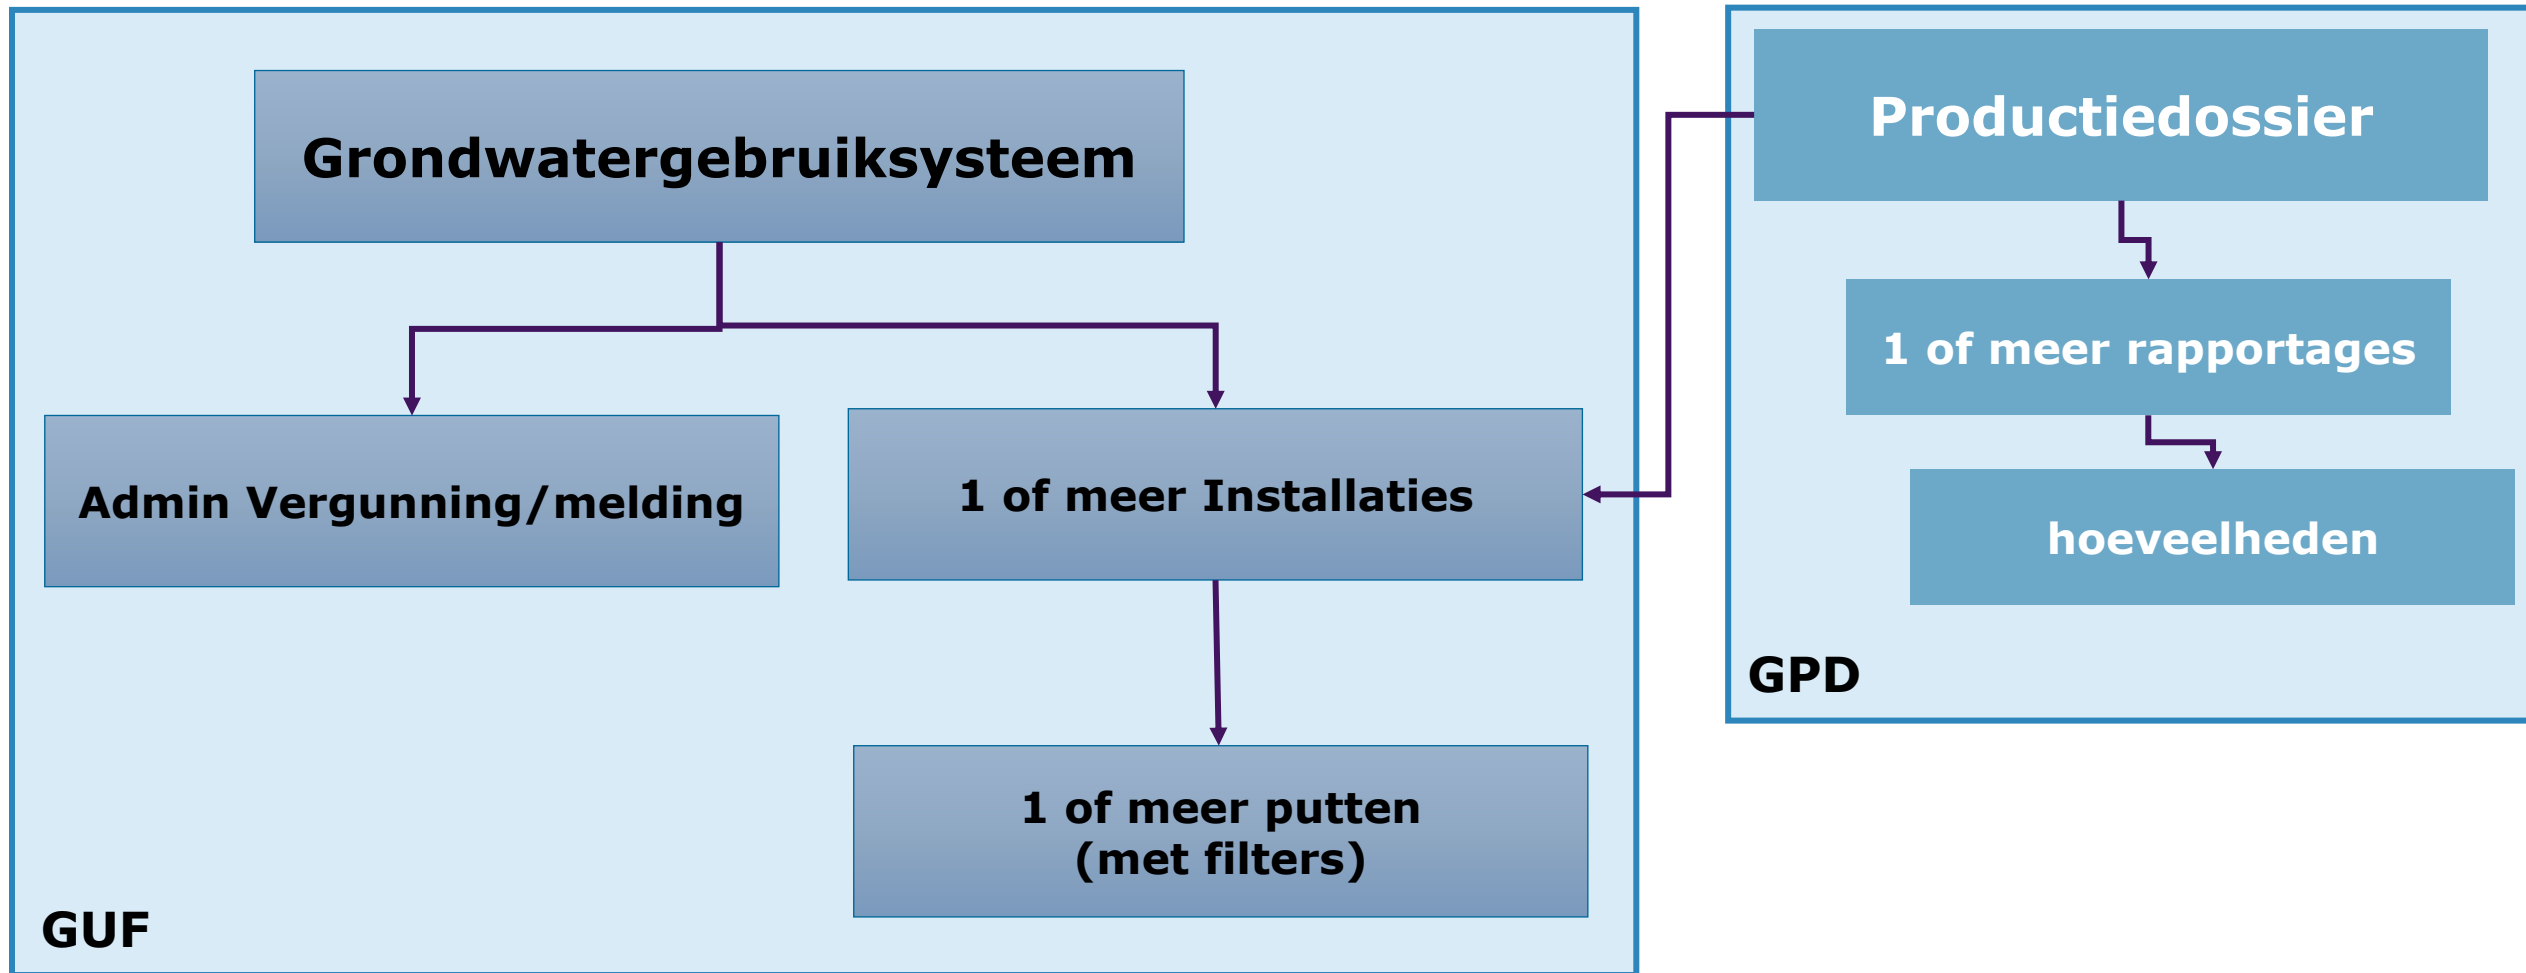 Grondwatergebruiksysteem
Admin Vergunning/melding
1 of meer Installaties
1 of meer putten
(met filters)
GUF
Productiedossier
1 of meer rapportages
hoeveelheden
GPD